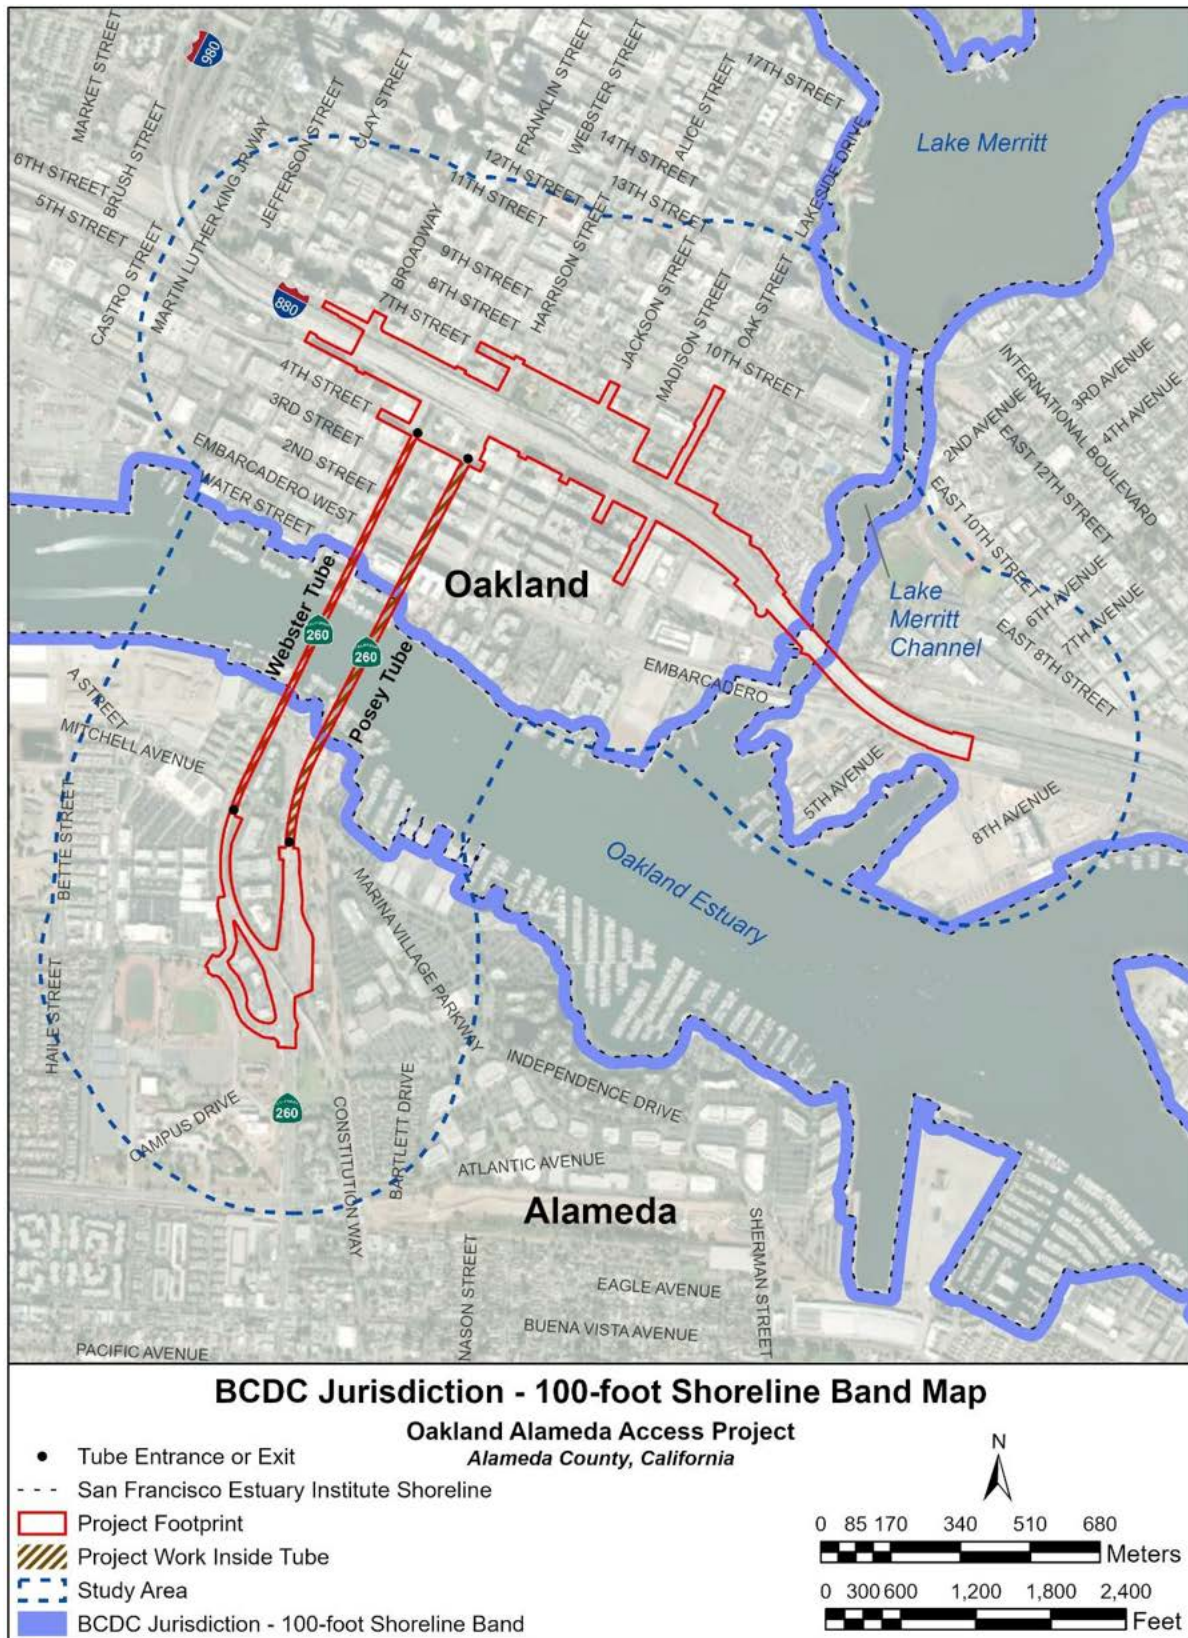 980
MARKET STREET
BRUSH STREET
6TH STREET
5TH STREET
CASTRO STREET
MARTIN LUTHER KING JR WAY
JEFFERSON STREET
CLAY STREET
FRANKLIN STREET
WEBSTER STREET
ALICE STREET
17TH STREET
14TH STREET
13TH STREET
12TH STREET
11TH STREET
LAKESIDE DRIVE
Lake Merritt
BROADWAY
9TH STREET
8TH STREET
7TH STREET
HARRISON STREET
JACKSON STREET
MADISON STREET
OAK STREET
10TH STREET
880
4TH STREET
3RD STREET
2ND STREET
EMBARCADERO WEST
WATER STREET
INTERNATIONAL BOULEVARD
3RD AVENUE
4TH AVENUE
2ND AVENUE
EAST 12TH STREET
EAST 10TH STREET
6TH AVENUE
7TH AVENUE
EAST 8TH STREET
Oakland
Lake
Merritt
Channel
Webster Tube
260
Posey Tube
260
EMBARCADERO
5TH AVENUE
8TH AVENUE
A STREET
MITCHELL AVENUE
BETTE STREET
HAILE STREET
Oakland Estuary
MARINA VILLAGE PARKWAY
INDEPENDENCE DRIVE
260
CAMPUS DRIVE
CONSTITUTION WAY
BARTLETT DRIVE
ATLANTIC AVENUE
Alameda
NASON STREET
SHERMAN STREET
EAGLE AVENUE
BUENA VISTA AVENUE
PACIFIC AVENUE
BCDC Jurisdiction - 100-foot Shoreline Band Map
Oakland Alameda Access Project
Alameda County, California
Tube Entrance or Exit
San Francisco Estuary Institute Shoreline
Project Footprint
Project Work Inside Tube
Study Area
BCDC Jurisdiction - 100-foot Shoreline Band
N
0 85 170 340 510 680
Meters
0 300 600 1,200 1,800 2,400
Feet